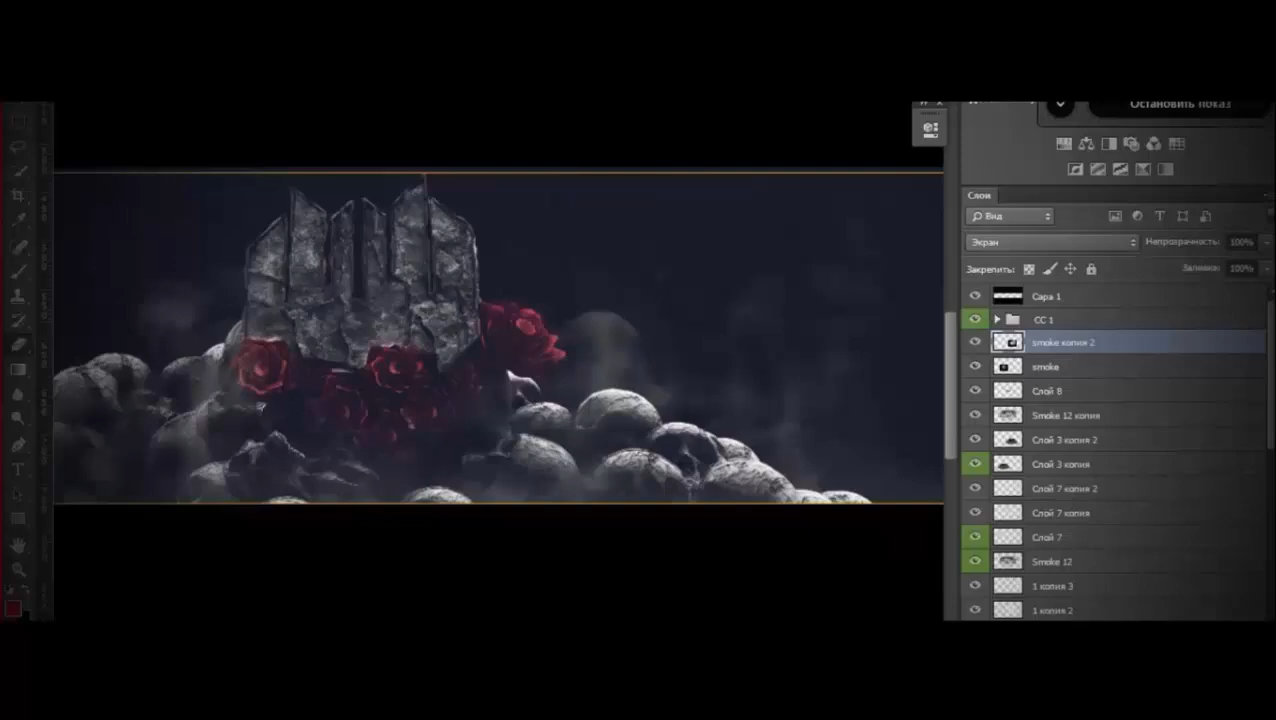 Остановить показ
Слои
Вид
Экран
Непрозрачность: 100%
Закрепить:
Заливка: 100%
Capa 1
CC 1
smoke копия 2
smoke
Слой 8
Smoke 12 копия
Слой 3 копия 2
Слой 3 копия
Слой 7 копия 2
Слой 7 копия
Слой 7
Smoke 12
1 копия 3
1 копия 2